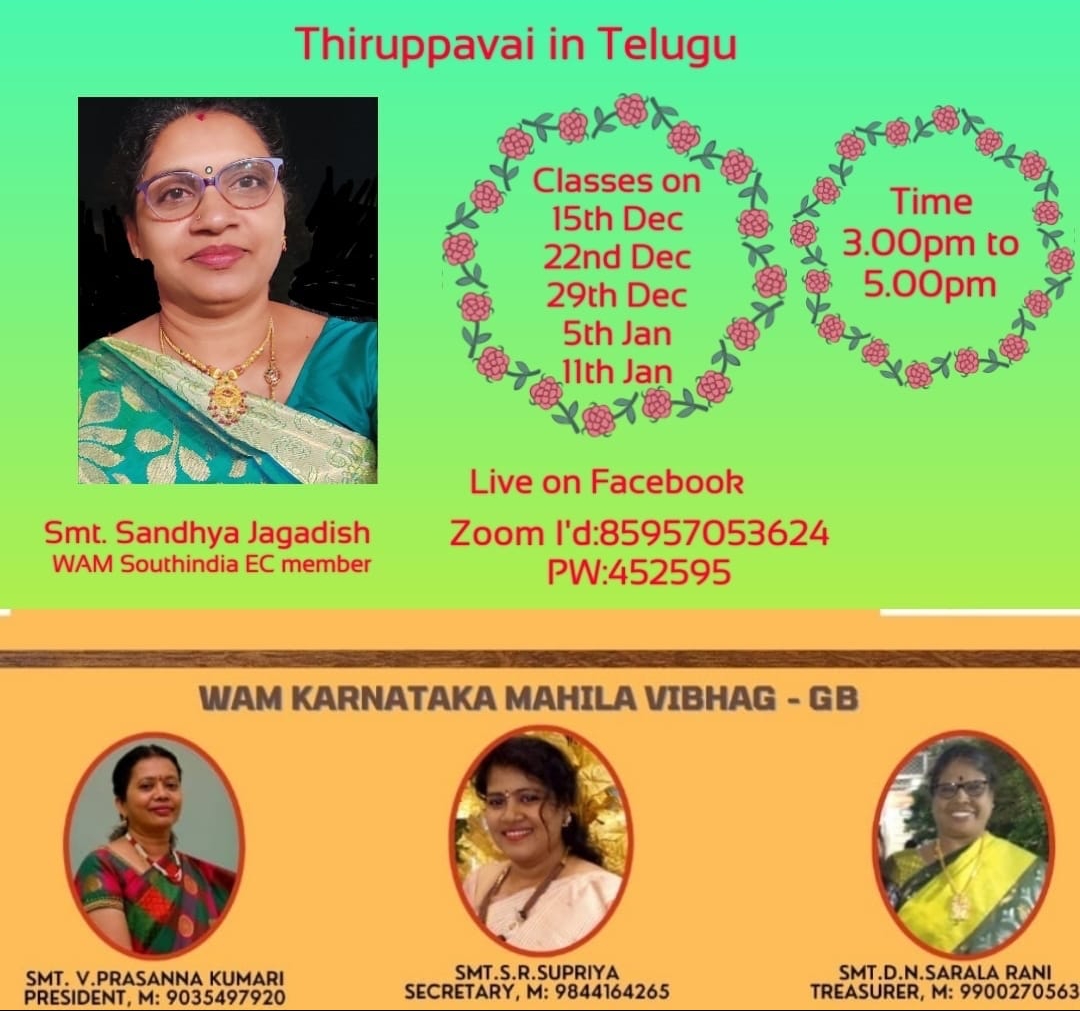 Thiruppavai in Telugu
Classes on
15th Dec
22nd Dec
29th Dec
5th Jan
11th Jan
Time
3.00pm to
5.00pm
Live on Facebook
Zoom I'd:85957053624
PW:452595
Smt. Sandhya Jagadish
WAM Southindia EC member
WAM KARNATAKA MAHILA VIBHAG - GB
SMT. V.PRASANNA KUMARI
PRESIDENT, M: 9035497920
SMT.S.R.SUPRIYA
SECRETARY, M: 9844164265
SMT.D.N.SARALA RANI
TREASURER, M: 9900270563